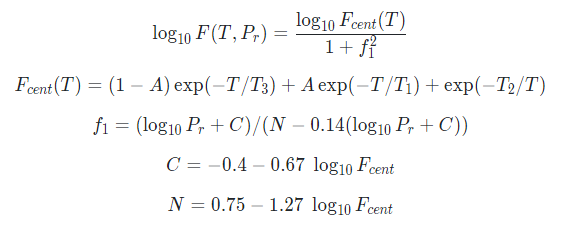 log₁₀ F(T, Pᵣ) = log₁₀ F_cent(T) / (1 + f₁²)
F_cent(T) = (1 − A) exp(−T/T₃) + A exp(−T/T₁) + exp(−T₂/T)
f₁ = (log₁₀ Pᵣ + C)/(N − 0.14(log₁₀ Pᵣ + C))
C = −0.4 − 0.67 log₁₀ F_cent
N = 0.75 − 1.27 log₁₀ F_cent